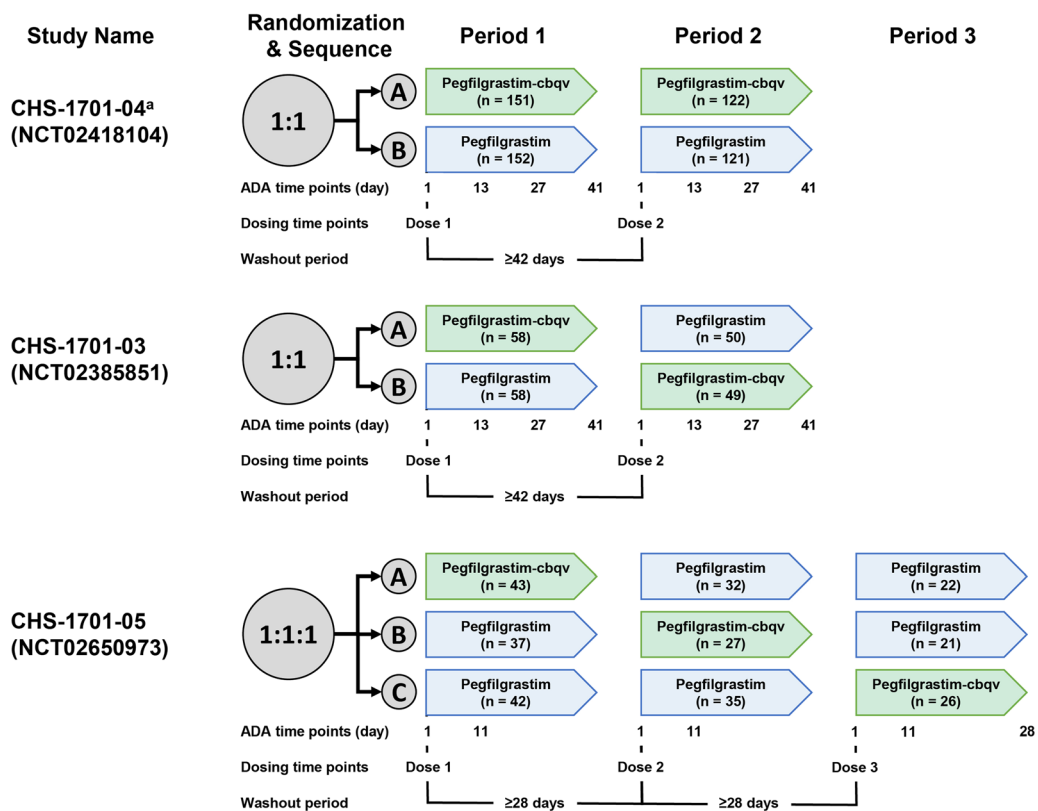 Study Name
Randomization
& Sequence
Period 1
Period 2
Period 3
CHS-1701-04a
(NCT02418104)
1:1
A
Pegfilgrastim-cbqv
(n = 151)
Pegfilgrastim-cbqv
(n = 122)
B
Pegfilgrastim
(n = 152)
Pegfilgrastim
(n = 121)
ADA time points (day) 1 13 27 41 1 13 27 41
Dosing time points Dose 1 Dose 2
Washout period ≥42 days
CHS-1701-03
(NCT02385851)
1:1
A
Pegfilgrastim-cbqv
(n = 58)
Pegfilgrastim
(n = 50)
B
Pegfilgrastim
(n = 58)
Pegfilgrastim-cbqv
(n = 49)
ADA time points (day) 1 13 27 41 1 13 27 41
Dosing time points Dose 1 Dose 2
Washout period ≥42 days
CHS-1701-05
(NCT02650973)
1:1:1
A
Pegfilgrastim-cbqv
(n = 43)
Pegfilgrastim
(n = 32)
Pegfilgrastim
(n = 22)
B
Pegfilgrastim
(n = 37)
Pegfilgrastim-cbqv
(n = 27)
Pegfilgrastim
(n = 21)
C
Pegfilgrastim
(n = 42)
Pegfilgrastim
(n = 35)
Pegfilgrastim-cbqv
(n = 26)
ADA time points (day) 1 11 1 11 1 11 28
Dosing time points Dose 1 Dose 2 Dose 3
Washout period ≥28 days ≥28 days